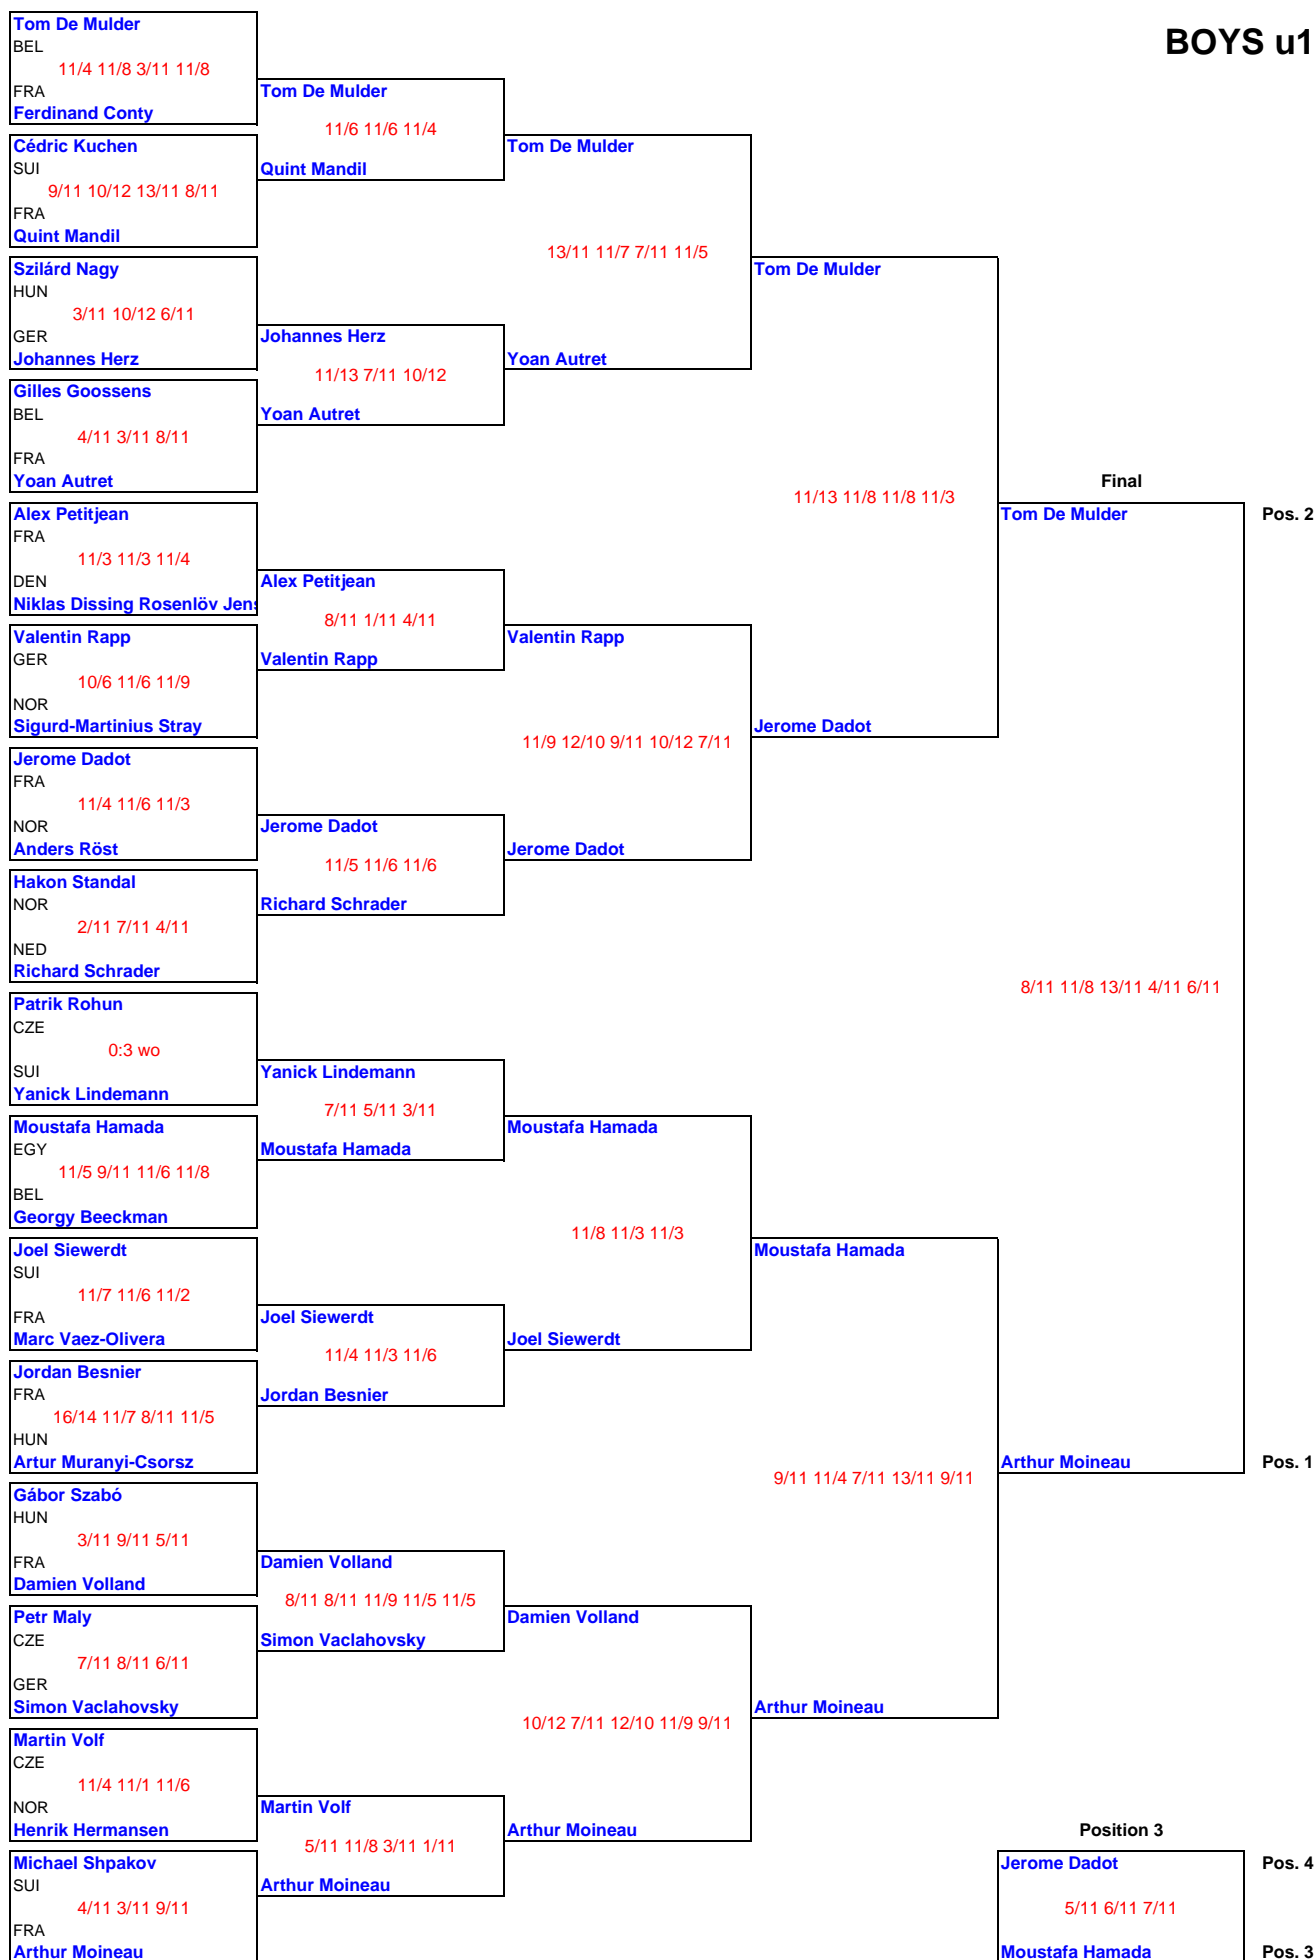 BOYS u1
Tom De Mulder
BEL
11/4 11/8 3/11 11/8
FRA
Ferdinand Conty
Cédric Kuchen
SUI
9/11 10/12 13/11 8/11
FRA
Quint Mandil
Szilárd Nagy
HUN
3/11 10/12 6/11
GER
Johannes Herz
Gilles Goossens
BEL
4/11 3/11 8/11
FRA
Yoan Autret
Alex Petitjean
FRA
11/3 11/3 11/4
DEN
Niklas Dissing Rosenlöv Jens
Valentin Rapp
GER
10/6 11/6 11/9
NOR
Sigurd-Martinius Stray
Jerome Dadot
FRA
11/4 11/6 11/3
NOR
Anders Röst
Hakon Standal
NOR
2/11 7/11 4/11
NED
Richard Schrader
Patrik Rohun
CZE
0:3 wo
SUI
Yanick Lindemann
Moustafa Hamada
EGY
11/5 9/11 11/6 11/8
BEL
Georgy Beeckman
Joel Siewerdt
SUI
11/7 11/6 11/2
FRA
Marc Vaez-Olivera
Jordan Besnier
FRA
16/14 11/7 8/11 11/5
HUN
Artur Muranyi-Csorsz
Gábor Szabó
HUN
3/11 9/11 5/11
FRA
Damien Volland
Petr Maly
CZE
7/11 8/11 6/11
GER
Simon Vaclahovsky
Martin Volf
CZE
11/4 11/1 11/6
NOR
Henrik Hermansen
Michael Shpakov
SUI
4/11 3/11 9/11
FRA
Arthur Moineau
Tom De Mulder
11/6 11/6 11/4
Quint Mandil
Johannes Herz
11/13 7/11 10/12
Yoan Autret
Alex Petitjean
8/11 1/11 4/11
Valentin Rapp
Jerome Dadot
11/5 11/6 11/6
Richard Schrader
Yanick Lindemann
7/11 5/11 3/11
Moustafa Hamada
Joel Siewerdt
11/4 11/3 11/6
Jordan Besnier
Damien Volland
8/11 8/11 11/9 11/5 11/5
Simon Vaclahovsky
Martin Volf
5/11 11/8 3/11 1/11
Arthur Moineau
Tom De Mulder
13/11 11/7 7/11 11/5
Yoan Autret
Valentin Rapp
11/9 12/10 9/11 10/12 7/11
Jerome Dadot
Moustafa Hamada
11/8 11/3 11/3
Joel Siewerdt
Damien Volland
10/12 7/11 12/10 11/9 9/11
Arthur Moineau
Tom De Mulder
11/13 11/8 11/8 11/3
Jerome Dadot
Moustafa Hamada
9/11 11/4 7/11 13/11 9/11
Arthur Moineau
Final
Tom De Mulder Pos. 2
8/11 11/8 13/11 4/11 6/11
Arthur Moineau Pos. 1
Position 3
Jerome Dadot Pos. 4
5/11 6/11 7/11
Moustafa Hamada Pos. 3